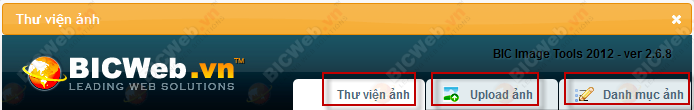 Thư viện ảnh
BICWeb.vn™
LEADING WEB SOLUTIONS
BIC Image Tools 2012 - ver 2.6.8
Thư viện ảnh
Upload ảnh
Danh mục ảnh